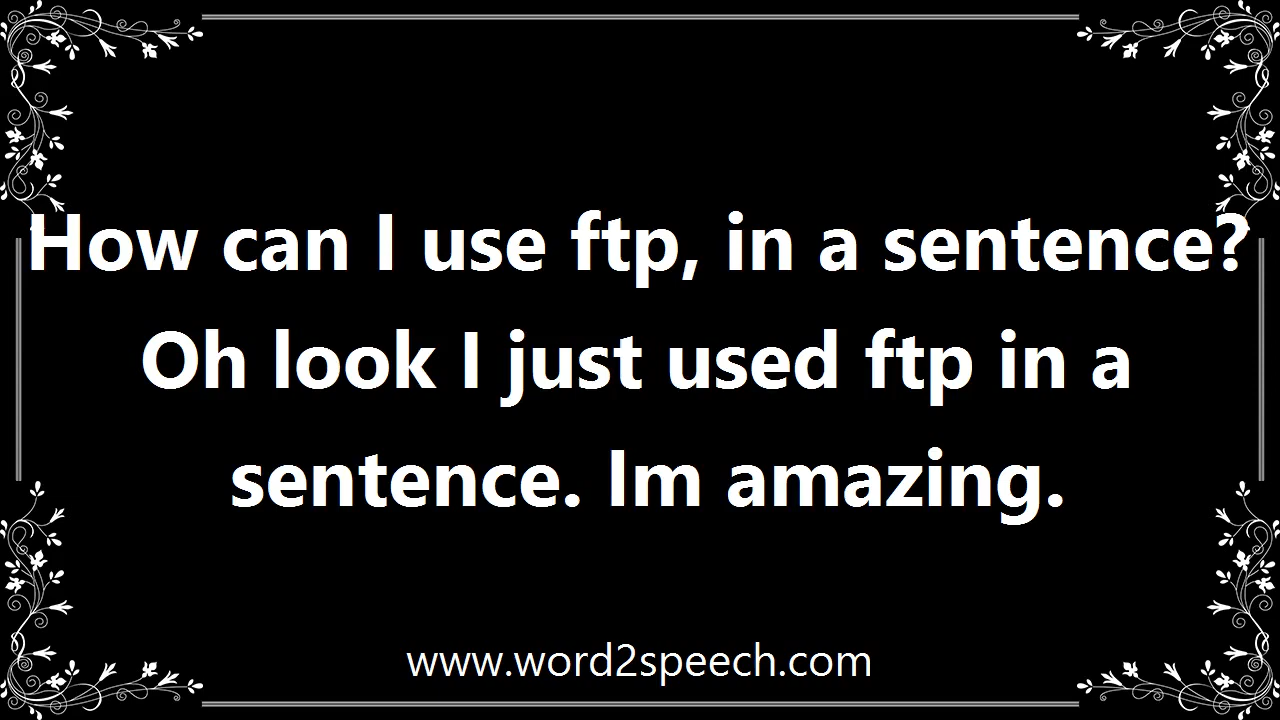 How can I use ftp, in a sentence?
Oh look I just used ftp in a
sentence. Im amazing.
www.word2speech.com